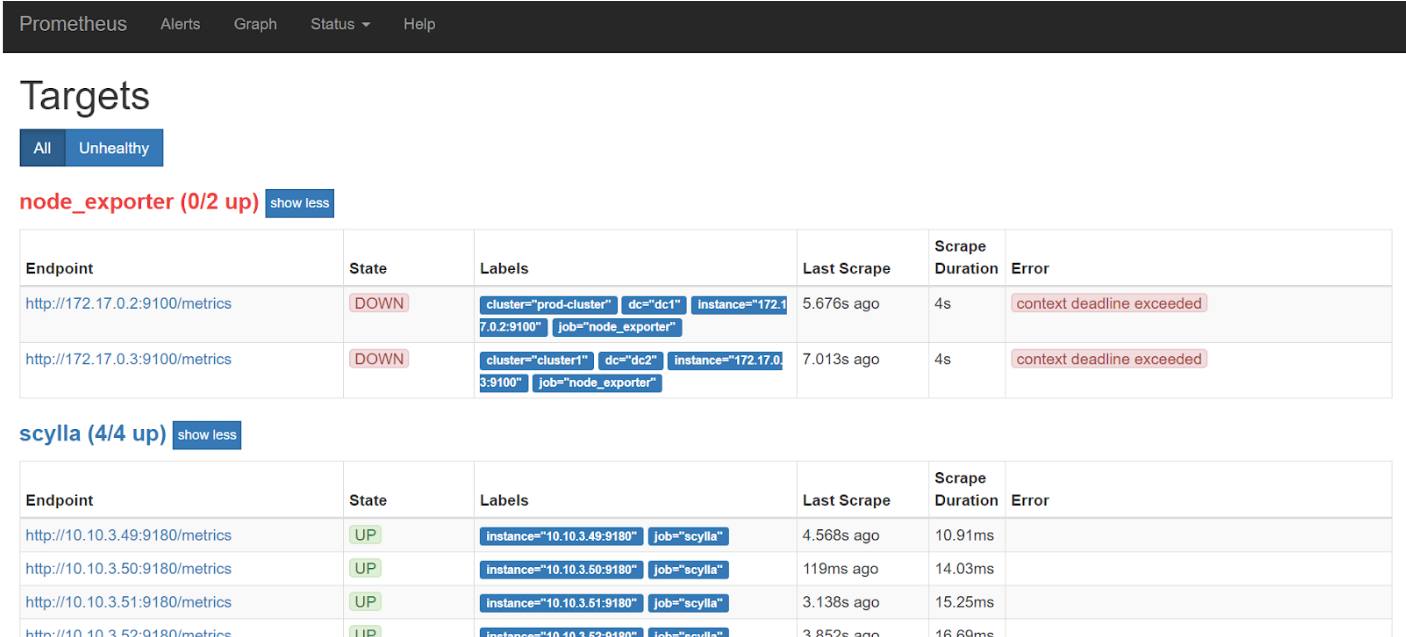 Prometheus Alerts Graph Status Help
Targets
All Unhealthy
node_exporter (0/2 up) show less
Endpoint State Labels Last Scrape Scrape Duration Error
http://172.17.0.2:9100/metrics DOWN cluster="prod-cluster" dc="dc1" instance="172.1 5.676s ago 4s context deadline exceeded
7.0.2:9100" job="node_exporter"
http://172.17.0.3:9100/metrics DOWN cluster="cluster1" dc="dc2" instance="172.17.0. 7.013s ago 4s context deadline exceeded
3:9100" job="node_exporter"
scylla (4/4 up) show less
Endpoint State Labels Last Scrape Scrape Duration Error
http://10.10.3.49:9180/metrics UP instance="10.10.3.49:9180" job="scylla" 4.568s ago 10.91ms
http://10.10.3.50:9180/metrics UP instance="10.10.3.50:9180" job="scylla" 119ms ago 14.03ms
http://10.10.3.51:9180/metrics UP instance="10.10.3.51:9180" job="scylla" 3.138s ago 15.25ms
http://10.10.3.52:9180/metrics UP instance="10.10.3.52:9180" job="scylla" 3.852s ago 16.69ms